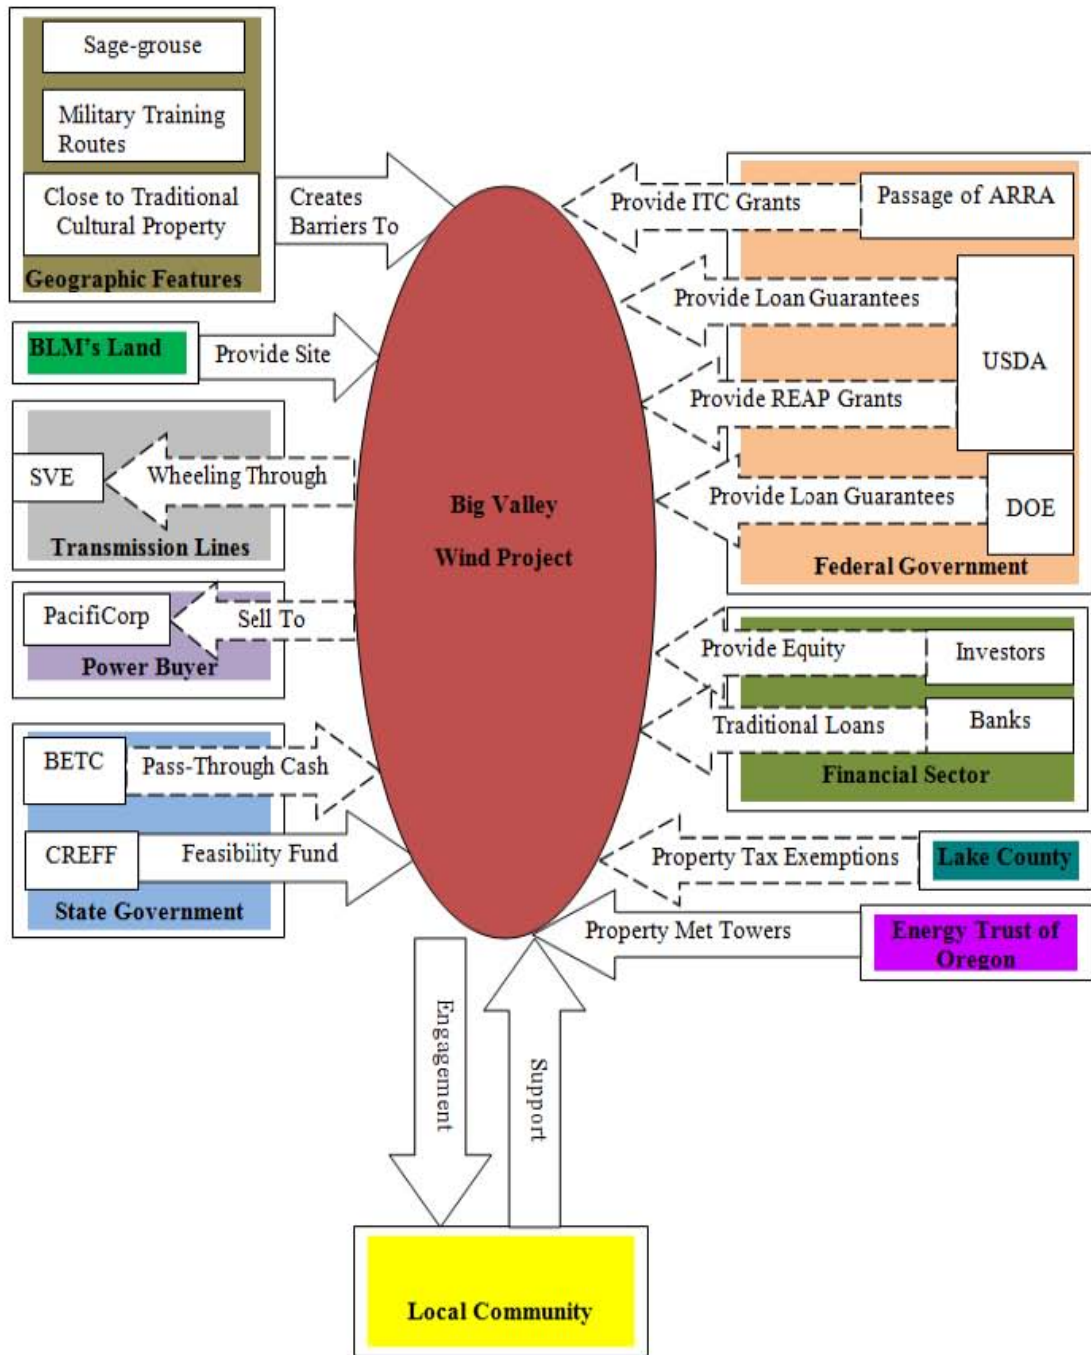 Sage-grouse
Military Training
Routes
Close to Traditional
Cultural Property
Geographic Features
Creates
Barriers To
BLM's Land
Provide Site
SVE
Wheeling Through
Transmission Lines
PacifiCorp
Sell To
Power Buyer
BETC
Pass-Through Cash
CREFF
Feasibility Fund
State Government
Big Valley
Wind Project
Provide ITC Grants
Passage of ARRA
Provide Loan Guarantees
USDA
Provide REAP Grants
Provide Loan Guarantees
DOE
Federal Government
Provide Equity
Investors
Traditional Loans
Banks
Financial Sector
Property Tax Exemptions
Lake County
Property Met Towers
Energy Trust of
Oregon
Engagement
Support
Local Community